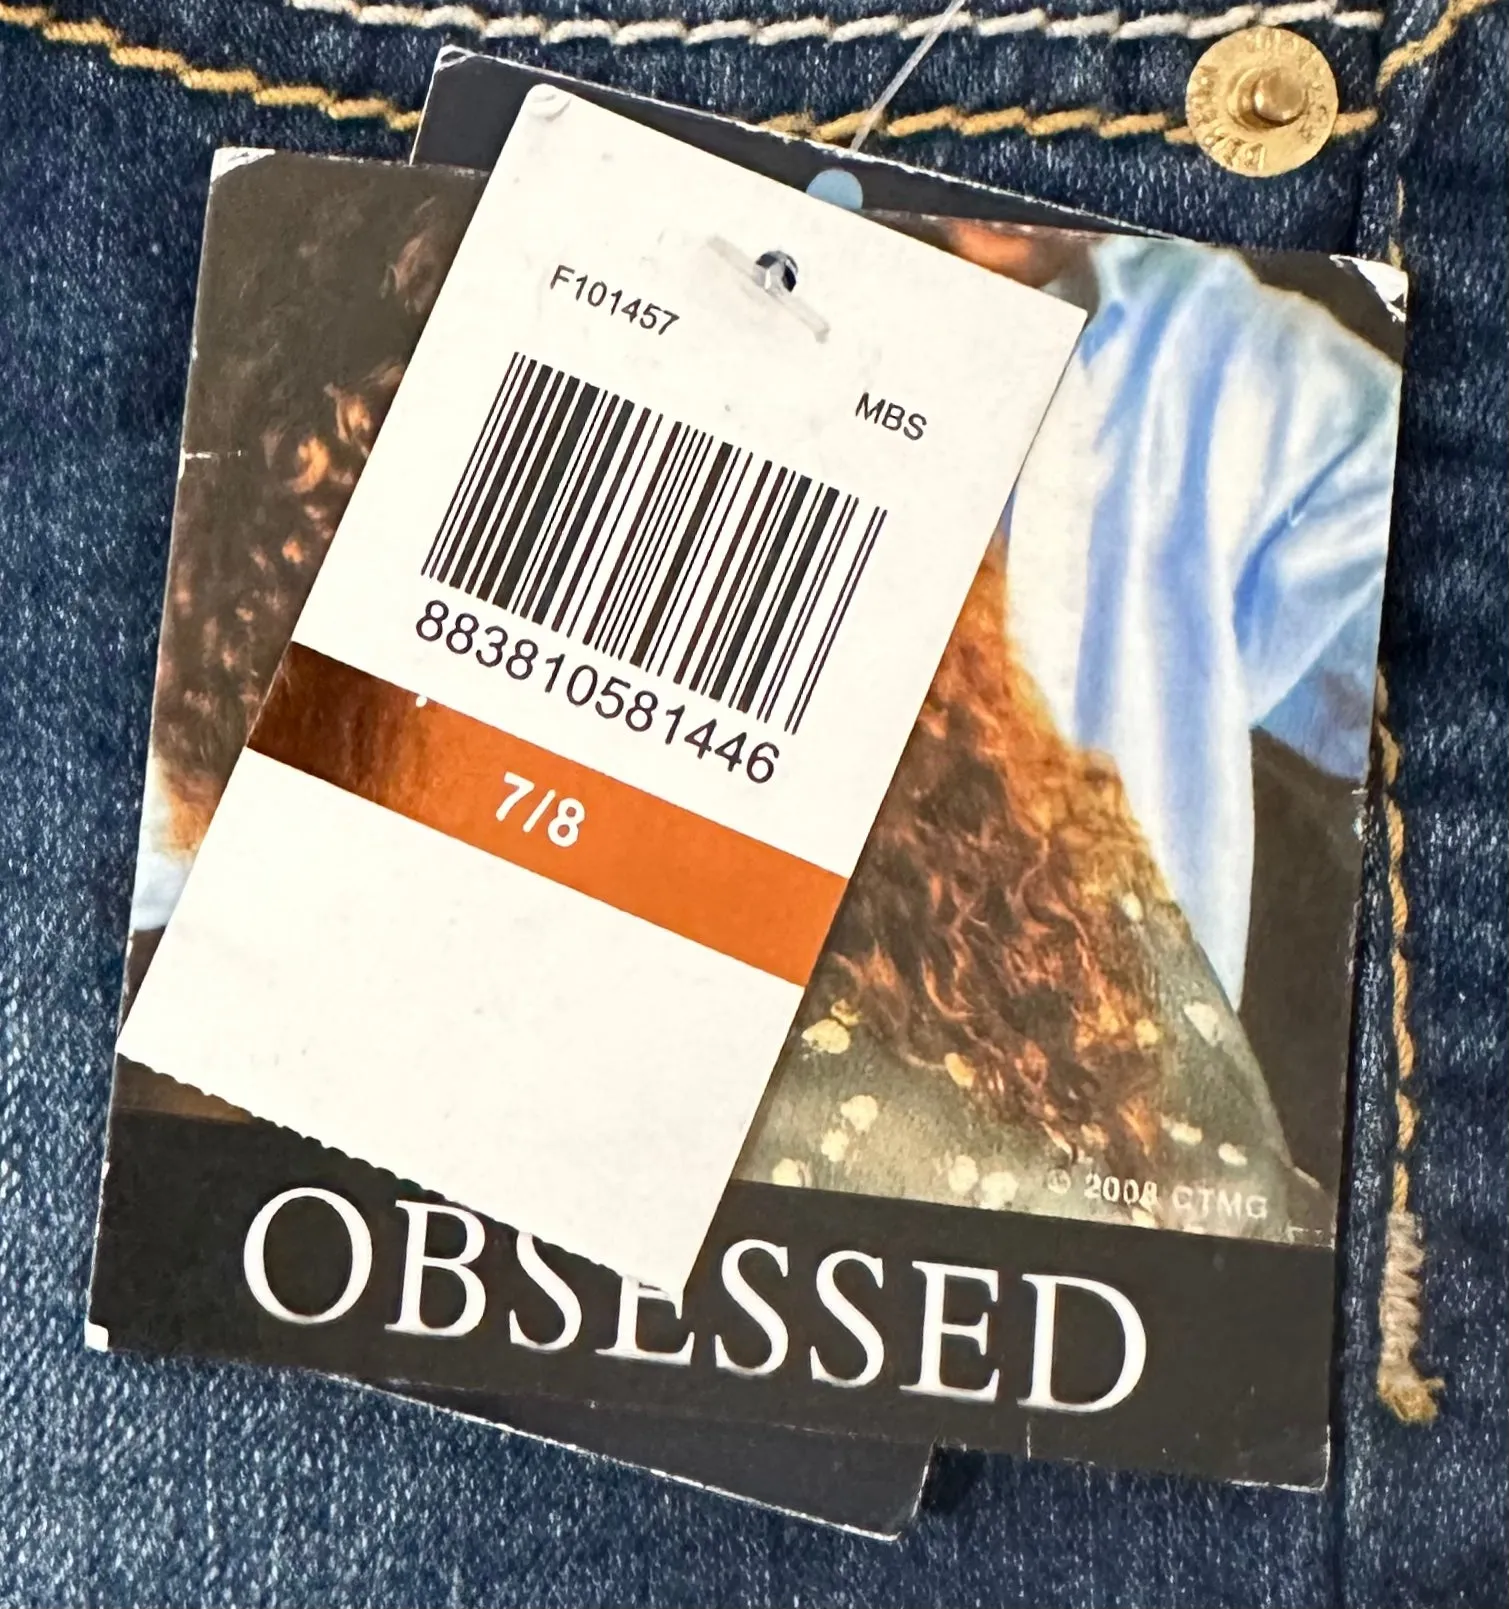 F101457
MBS
883810581446
7/8
© 2008 CTMG
OBSESSED